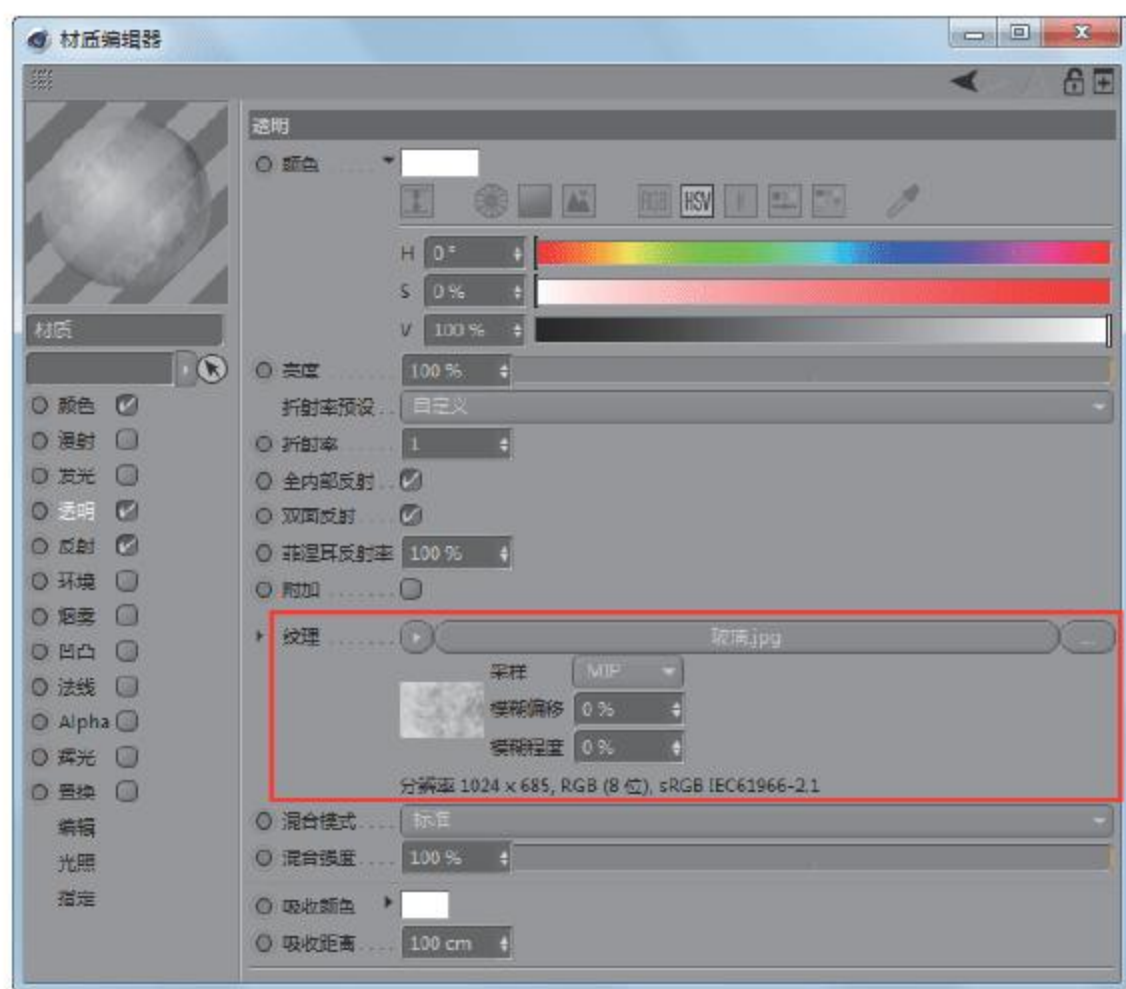 材质编辑器
透明
颜色
RGB HSV
H 0°
S 0%
材质
V 100%
亮度 100%
颜色
折射率预设 自定义
漫射
折射率 1
发光
全内部反射
透明
双面反射
反射
菲涅耳反射率 100%
环境
附加
烟雾
纹理 玻璃.jpg
凹凸
采样 MIP
法线
模糊偏移 0%
Alpha
模糊程度 0%
辉光
分辨率 1024 x 685, RGB (8 位), sRGB IEC61966-2.1
置换
混合模式 标准
编辑
混合强度 100%
光照
吸收颜色
指定
吸收距离 100 cm